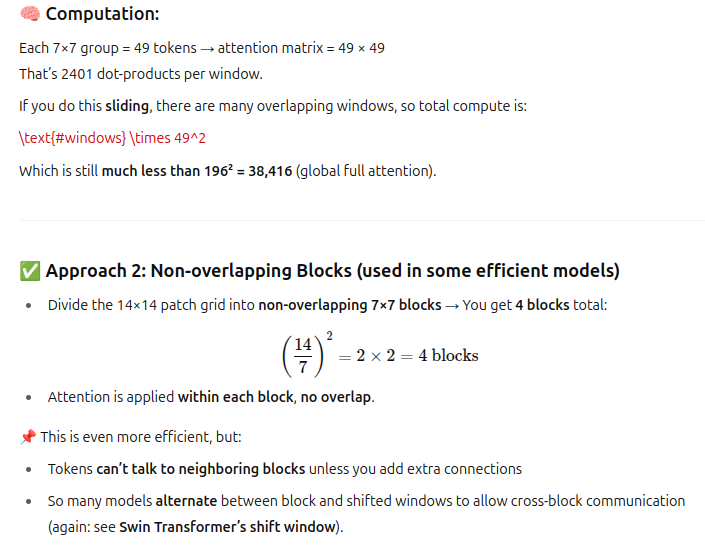 🧠 Computation:
Each 7×7 group = 49 tokens → attention matrix = 49 × 49
That's 2401 dot-products per window.
If you do this sliding, there are many overlapping windows, so total compute is:
\text{#windows} \times 49^2
Which is still much less than 196² = 38,416 (global full attention).
✅ Approach 2: Non-overlapping Blocks (used in some efficient models)
• Divide the 14×14 patch grid into non-overlapping 7×7 blocks → You get 4 blocks total:
(14/7)² = 2 × 2 = 4 blocks
• Attention is applied within each block, no overlap.
📌 This is even more efficient, but:
• Tokens can't talk to neighboring blocks unless you add extra connections
• So many models alternate between block and shifted windows to allow cross-block communication
(again: see Swin Transformer's shift window).